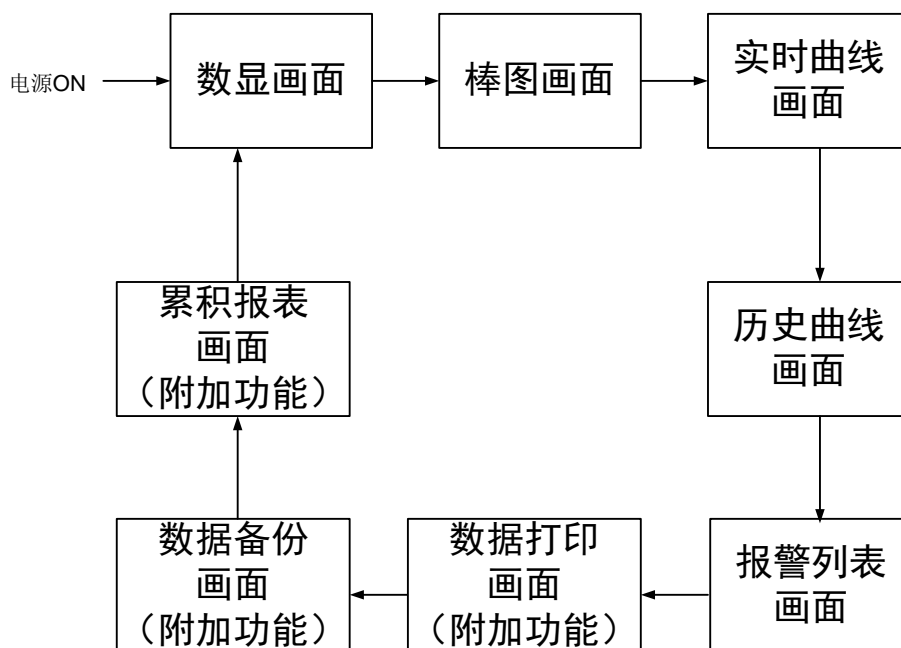 电源ON
数显画面
棒图画面
实时曲线
画面
历史曲线
画面
报警列表
画面
数据打印
画面
（附加功能）
数据备份
画面
（附加功能）
累积报表
画面
（附加功能）